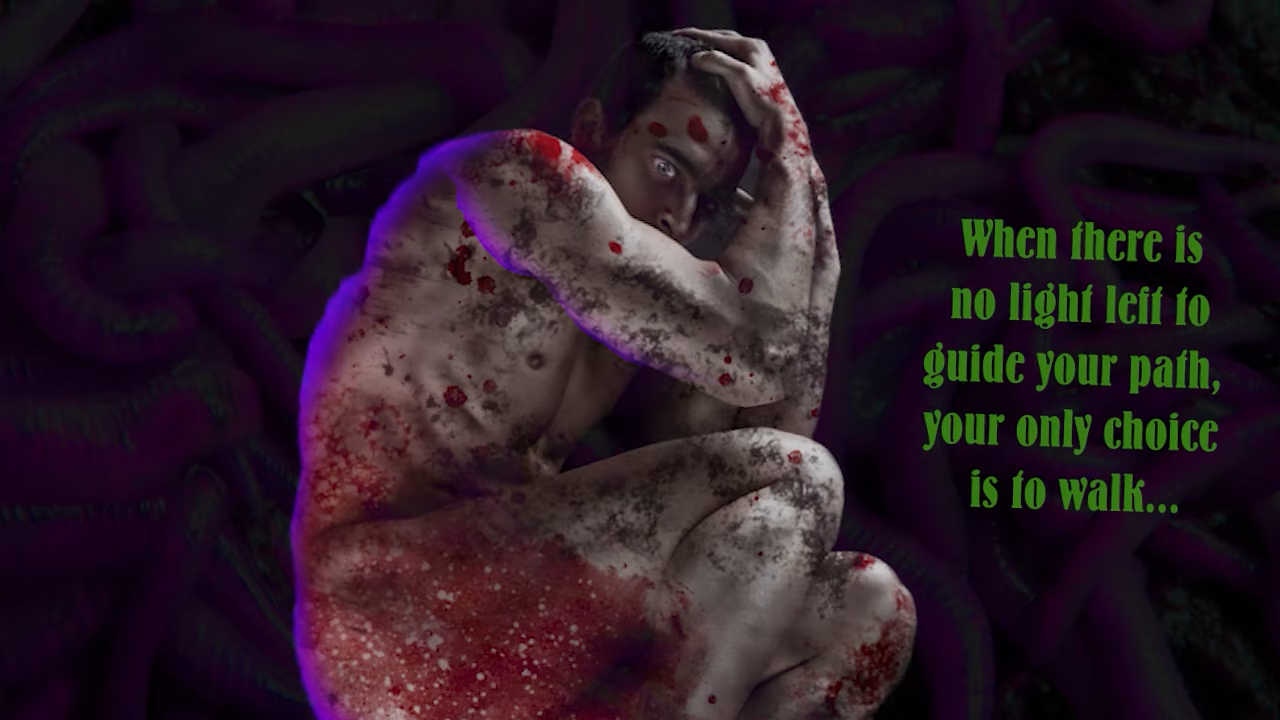 When there is
no light left to
guide your path,
your only choice
is to walk...